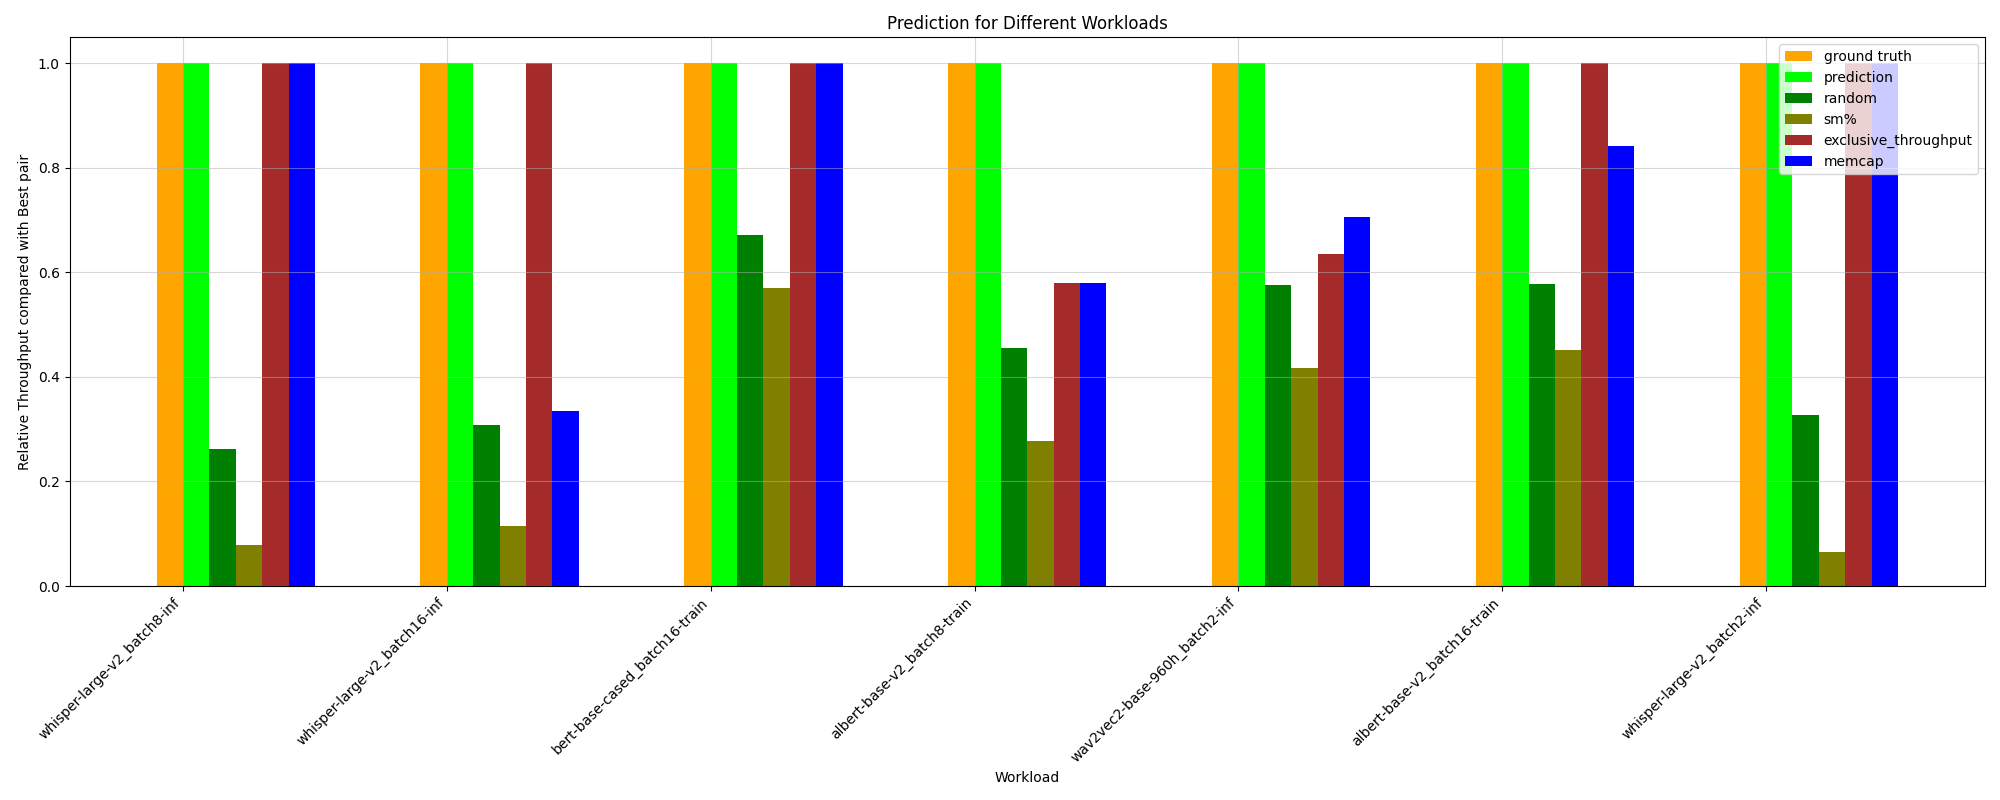 Prediction for Different Workloads
Relative Throughput compared with Best pair
1.0
0.8
0.6
0.4
0.2
0.0
ground truth
prediction
random
sm%
exclusive_throughput
memcap
whisper-large-v2_batch8-inf
whisper-large-v2_batch16-inf
bert-base-cased_batch16-train
albert-base-v2_batch8-train
wav2vec2-base-960h_batch2-inf
albert-base-v2_batch16-train
whisper-large-v2_batch2-inf
Workload